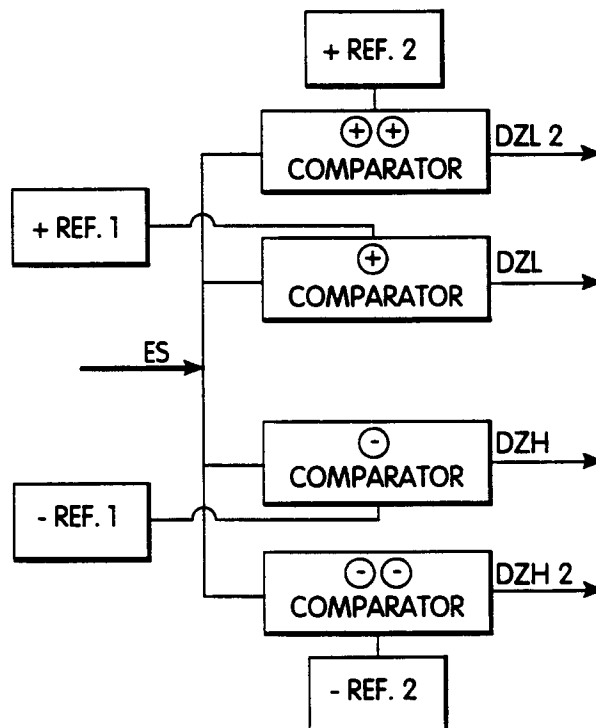 + REF. 2
⊕⊕
COMPARATOR
DZL 2
+ REF. 1
⊕
COMPARATOR
DZL
ES
⊖
COMPARATOR
DZH
- REF. 1
⊖⊖
COMPARATOR
DZH 2
- REF. 2